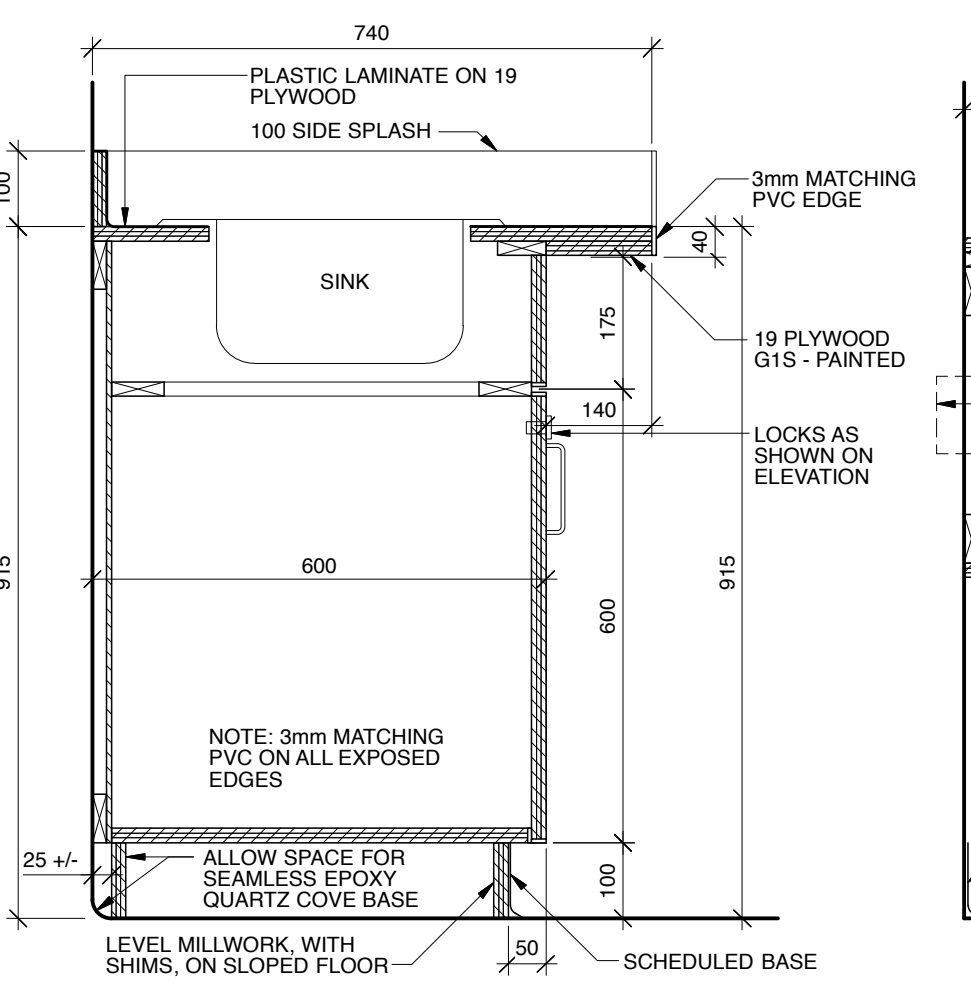 740
PLASTIC LAMINATE ON 19
PLYWOOD
100 SIDE SPLASH
100
3mm MATCHING
PVC EDGE
40
SINK
175
19 PLYWOOD
G1S - PAINTED
140
LOCKS AS
SHOWN ON
ELEVATION
915
600
600
915
NOTE: 3mm MATCHING
PVC ON ALL EXPOSED
EDGES
25 +/-
ALLOW SPACE FOR
SEAMLESS EPOXY
QUARTZ COVE BASE
100
LEVEL MILLWORK, WITH
SHIMS, ON SLOPED FLOOR
50
SCHEDULED BASE